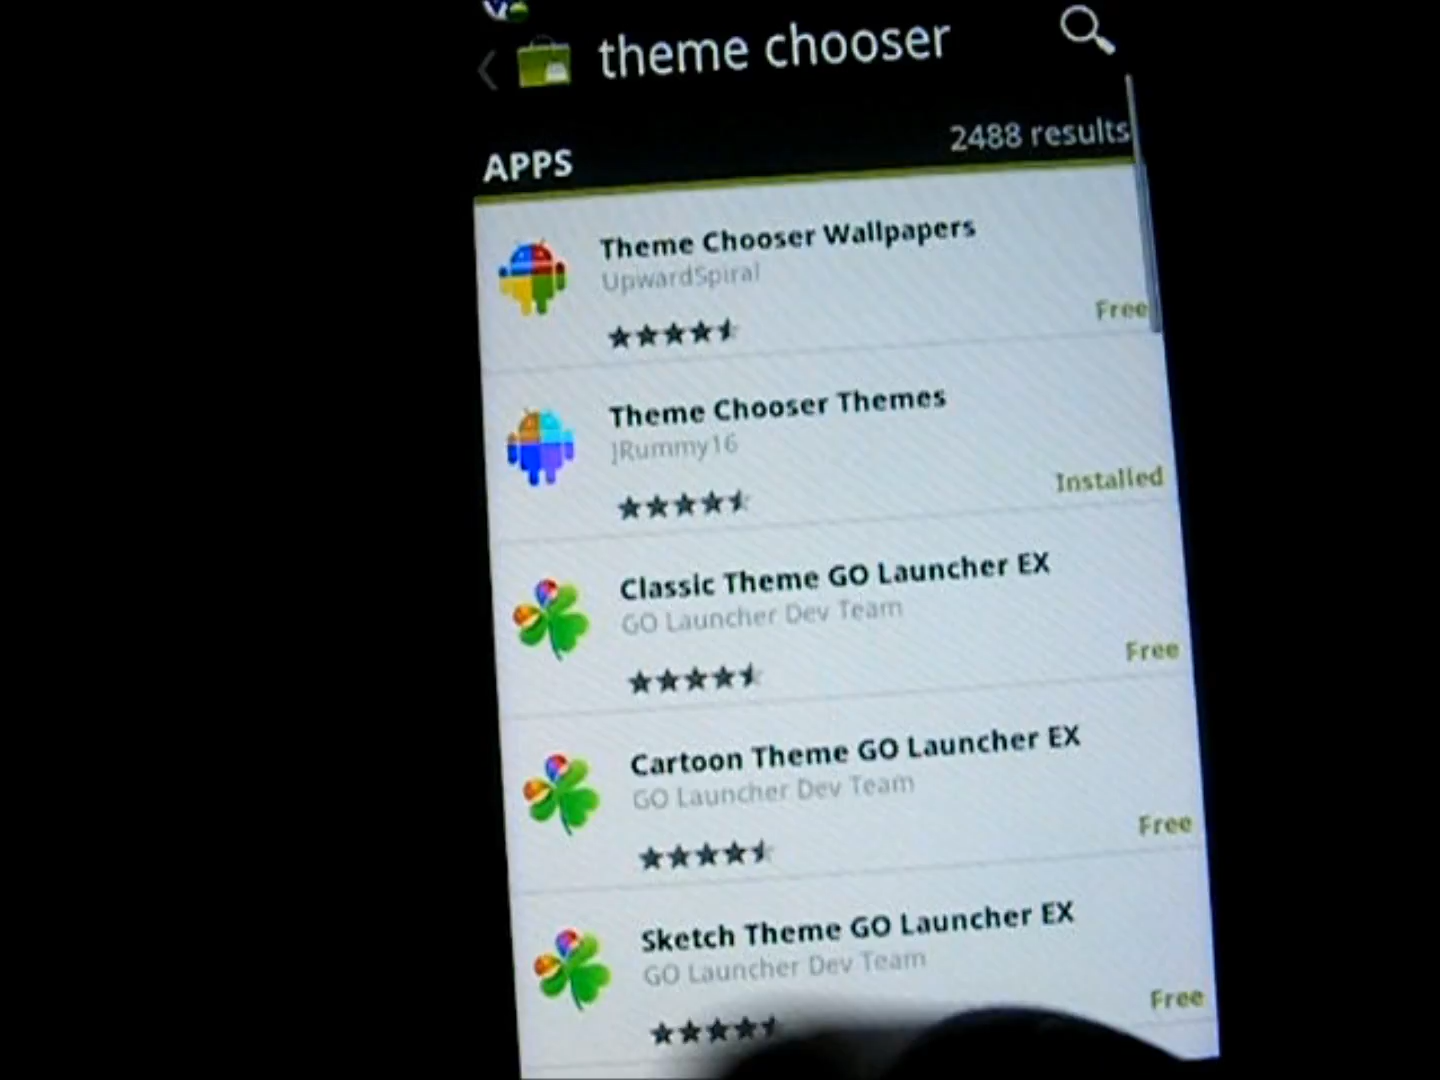 theme chooser
APPS
2488 results
Theme Chooser Wallpapers
UpwardSpiral
Free
Theme Chooser Themes
JRummy16
Installed
Classic Theme GO Launcher EX
GO Launcher Dev Team
Free
Cartoon Theme GO Launcher EX
GO Launcher Dev Team
Free
Sketch Theme GO Launcher EX
GO Launcher Dev Team
Free